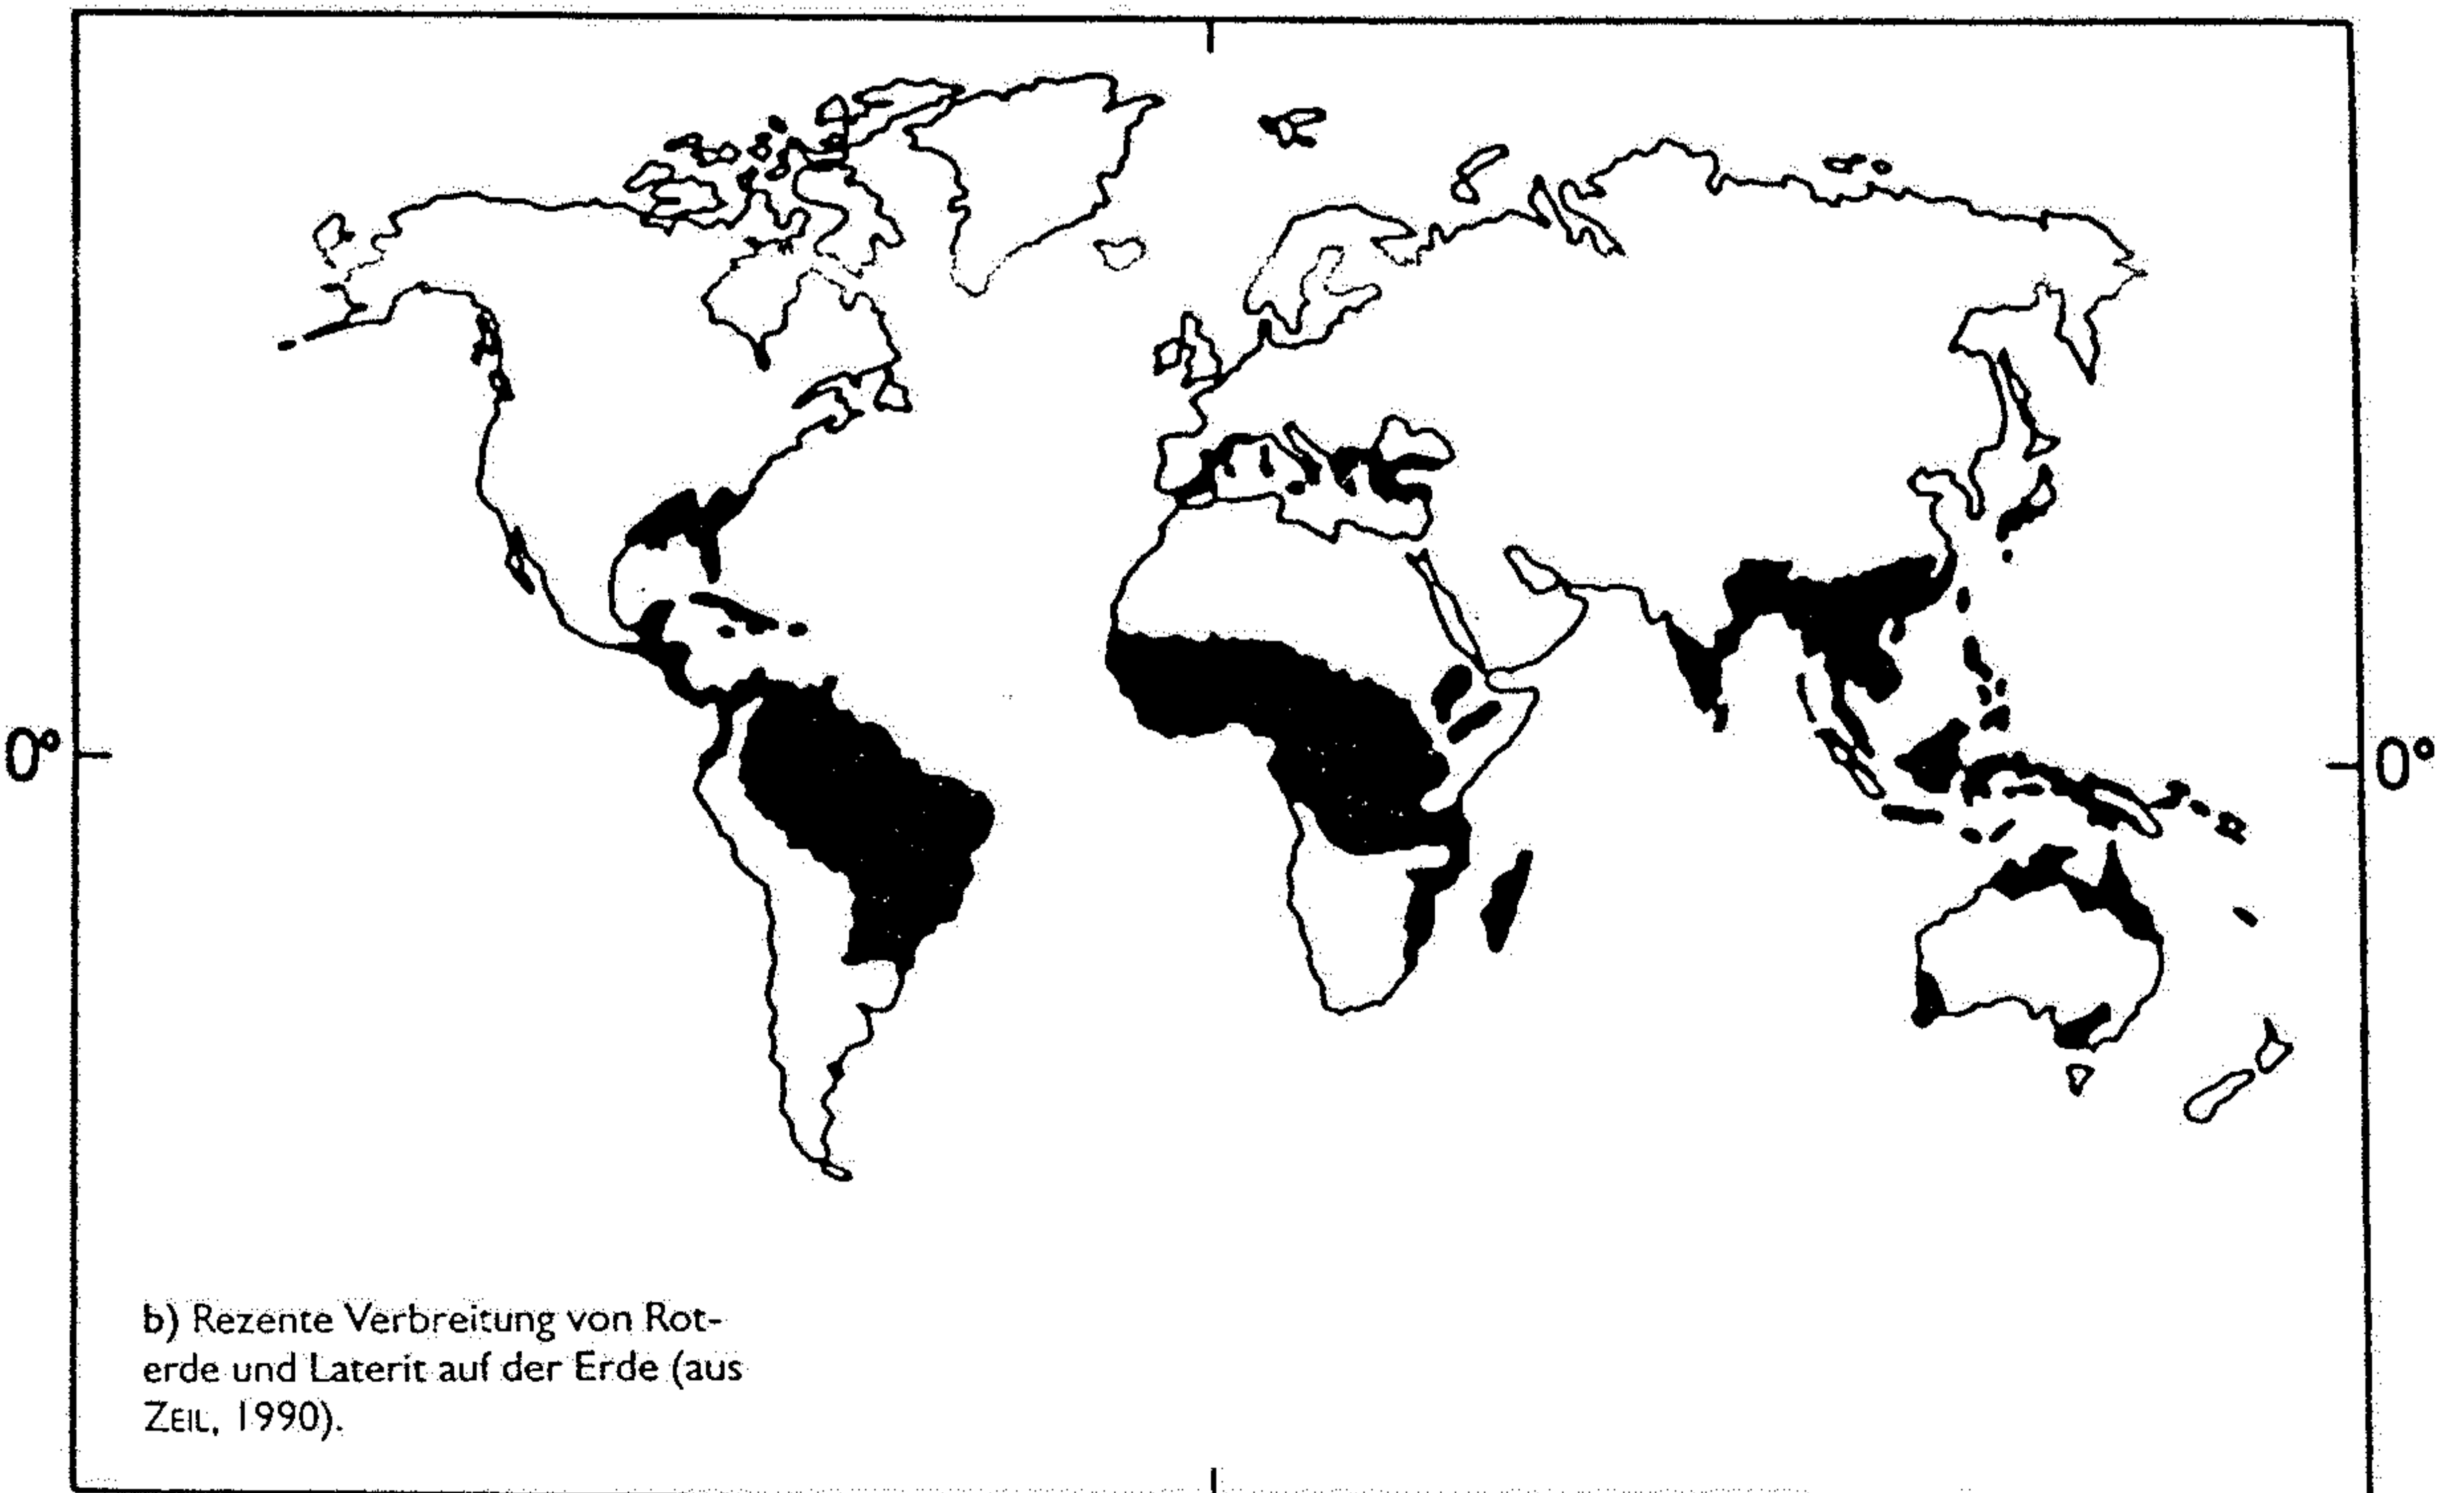 0° 0°
b) Rezente Verbreitung von Rot-
erde und Laterit auf der Erde (aus
ZEIL, 1990).